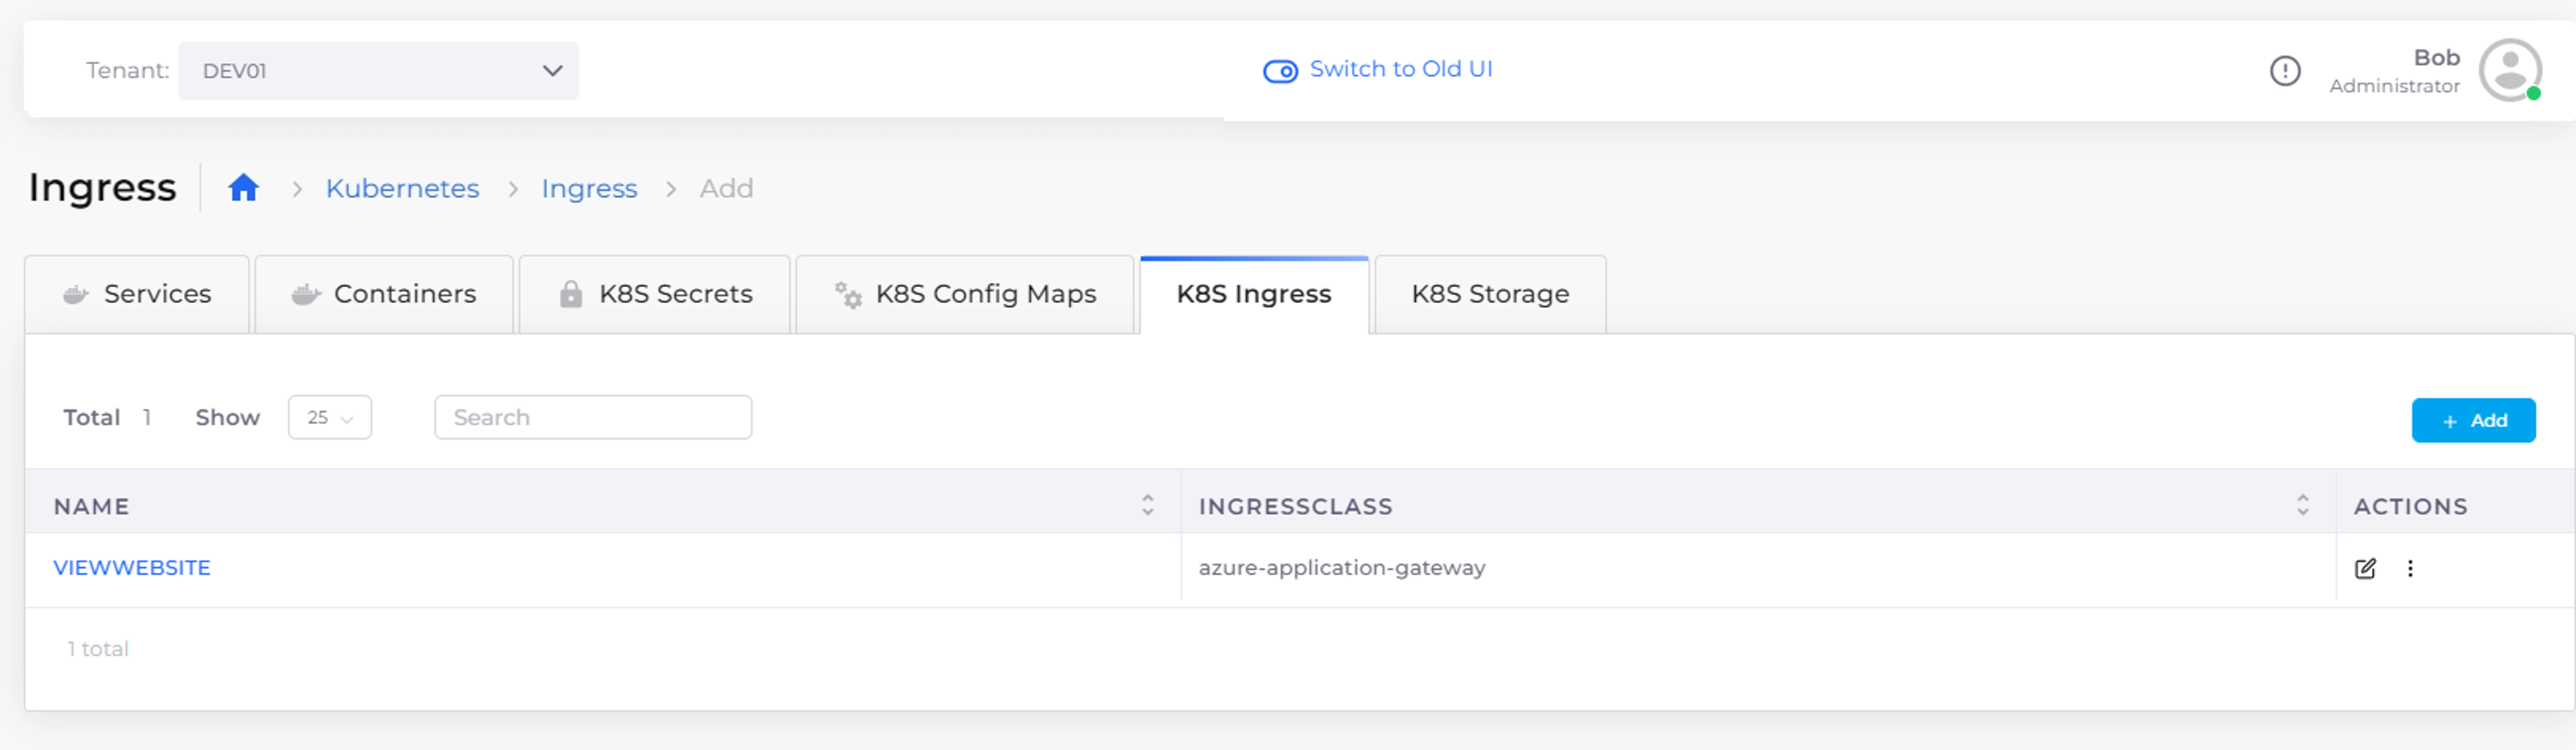 Tenant: DEV01 Switch to Old UI Bob
Administrator
Ingress Kubernetes > Ingress > Add
Services Containers K8S Secrets K8S Config Maps K8S Ingress K8S Storage
Total 1 Show 25 Search + Add
NAME INGRESSCLASS ACTIONS
VIEWWEBSITE azure-application-gateway
1 total